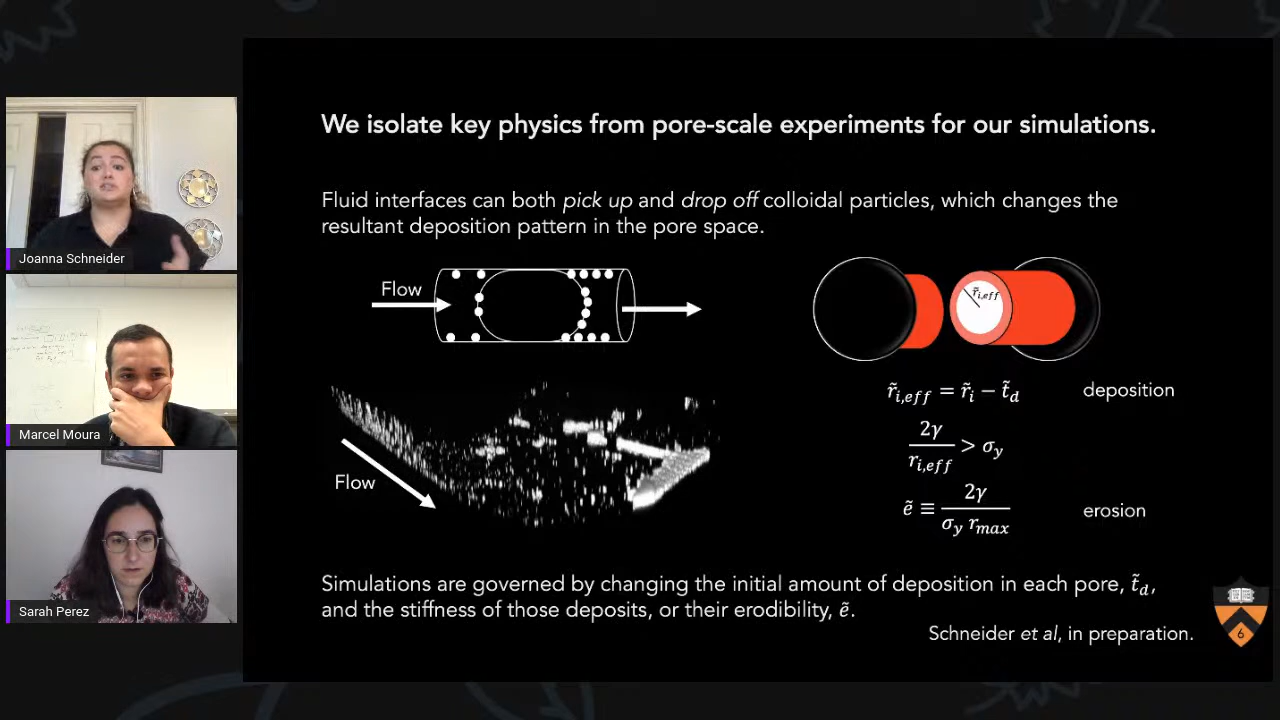 We isolate key physics from pore-scale experiments for our simulations.
Fluid interfaces can both pick up and drop off colloidal particles, which changes the
resultant deposition pattern in the pore space.
Flow
r̃i,eff
r̃i,eff = r̃i − t̃d
deposition
2γ / ri,eff > σy
Flow
ẽ ≡ 2γ / σy rmax
erosion
Simulations are governed by changing the initial amount of deposition in each pore, t̃d,
and the stiffness of those deposits, or their erodibility, ẽ.
Schneider et al, in preparation.
6
Joanna Schneider
Marcel Moura
Sarah Perez